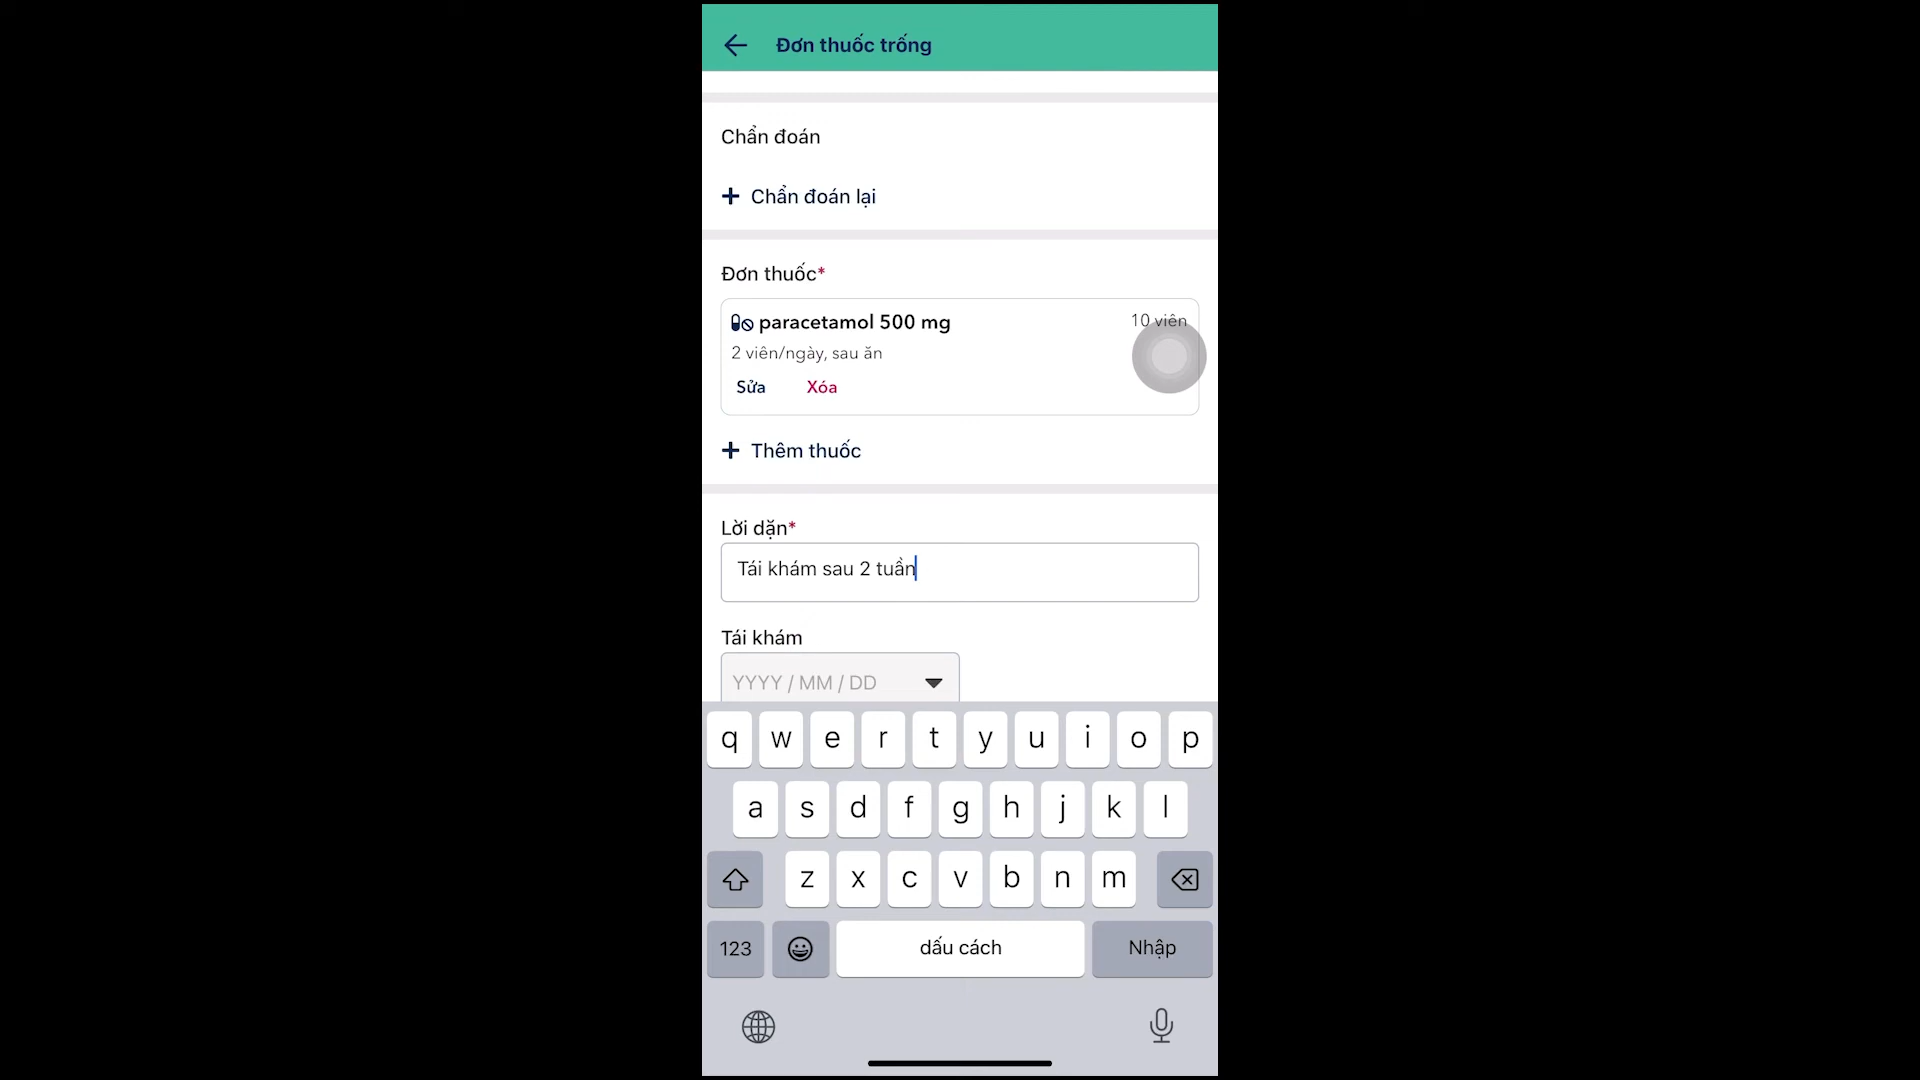 Đơn thuốc trống
Chẩn đoán
+ Chẩn đoán lại
Đơn thuốc*
paracetamol 500 mg
10 viên
2 viên/ngày, sau ăn
Sửa Xóa
+ Thêm thuốc
Lời dặn*
Tái khám sau 2 tuần
Tái khám
YYYY / MM / DD
q w e r t y u i o p
a s d f g h j k l
z x c v b n m
123 dấu cách Nhập